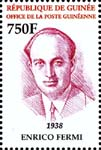 RÉPUBLIQUE DE GUINÉE
OFFICE DE LA POSTE GUINÉENNE
750F
1938
ENRICO FERMI